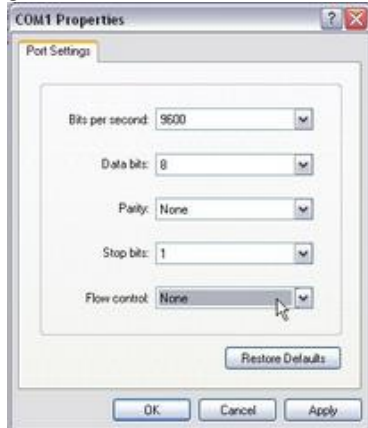 COM1 Properties
Port Settings
Bits per second: 9600
Data bits: 8
Parity: None
Stop bits: 1
Flow control: None
Restore Defaults
OK Cancel Apply